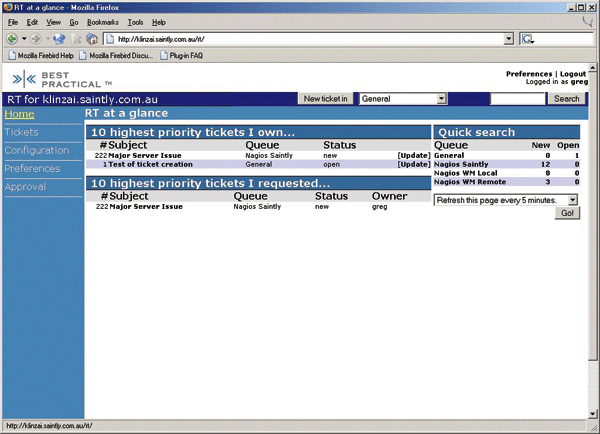 RT at a glance - Mozilla Firefox
File Edit View Go Bookmarks Tools Help
http://klinzai.saintly.com.au/rt/
Mozilla Firebird Help Mozilla Firebird Discu... Plug-in FAQ
BEST PRACTICAL ™
Preferences | Logout
Logged in as greg
RT for klinzai.saintly.com.au New ticket in General Search
Home RT at a glance
Tickets
Configuration
Preferences
Approval
10 highest priority tickets I own...
# Subject Queue Status
222 Major Server Issue Nagios Saintly new [Update]
1 Test of ticket creation General open [Update]
10 highest priority tickets I requested...
# Subject Queue Status Owner
222 Major Server Issue Nagios Saintly new greg
Quick search
Queue New Open
General 0 1
Nagios Saintly 12 0
Nagios WM Local 8 0
Nagios WM Remote 3 0
Refresh this page every 5 minutes.
Go!
http://klinzai.saintly.com.au/rt/